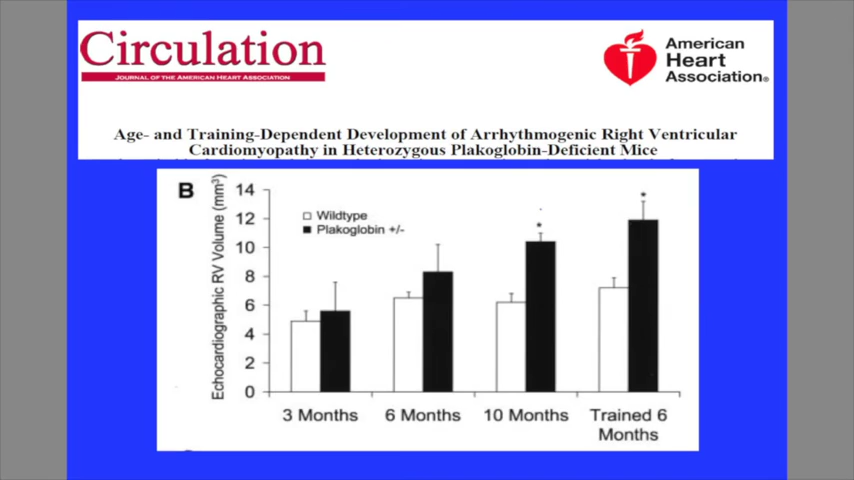 Circulation
JOURNAL OF THE AMERICAN HEART ASSOCIATION
American
Heart
Association®
Age- and Training-Dependent Development of Arrhythmogenic Right Ventricular
Cardiomyopathy in Heterozygous Plakoglobin-Deficient Mice
B
Echocardiographic RV Volume (mm³)
14
12
10
8
6
4
2
0
Wildtype
Plakoglobin +/-
*
*
3 Months
6 Months
10 Months
Trained 6
Months